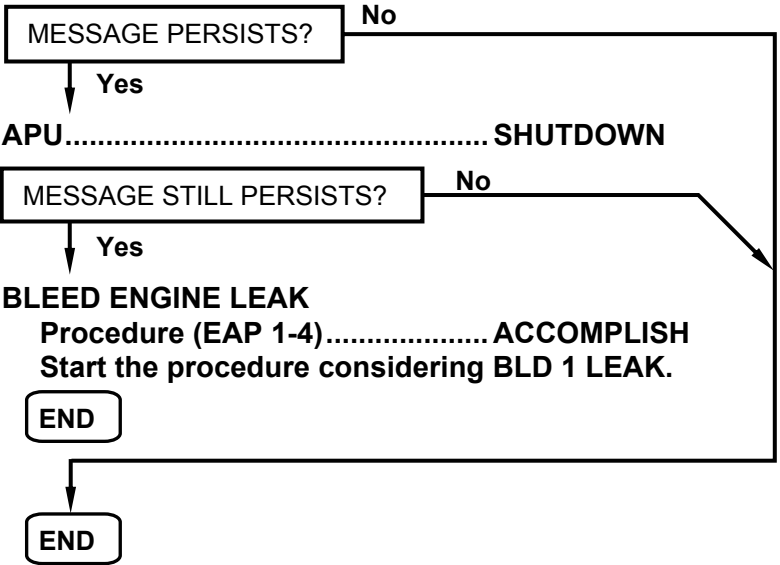 No
MESSAGE PERSISTS?
Yes
APU.................................................... SHUTDOWN
MESSAGE STILL PERSISTS?
No
Yes
BLEED ENGINE LEAK
Procedure (EAP 1-4).................... ACCOMPLISH
Start the procedure considering BLD 1 LEAK.
END
END